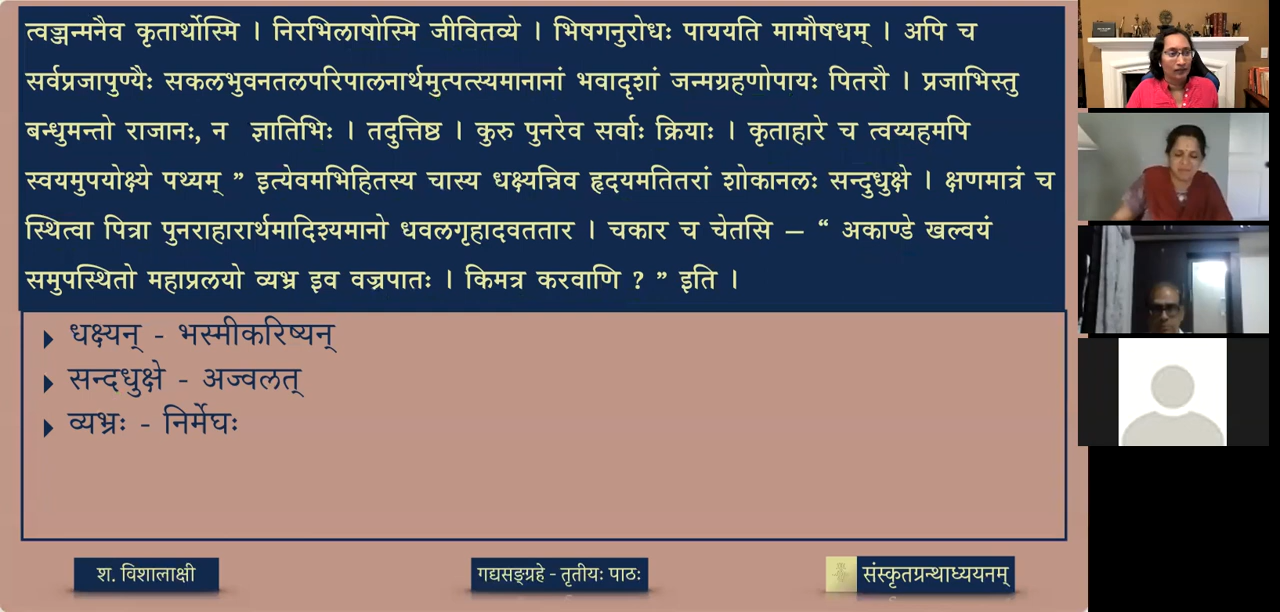 त्वज्जन्मनैव कृतार्थोस्मि । निरभिलाषोस्मि जीवितव्ये । भिषगनुरोधः पाययति मामौषधम् । अपि च
सर्वप्रजापुण्यैः सकलभुवनतलपरिपालनार्थमुत्पत्स्यमानानां भवादृशां जन्मग्रहणोपायः पितरौ । प्रजाभिस्तु
बन्धुमन्तो राजानः, न ज्ञातिभिः । तदुत्तिष्ठ । कुरु पुनरेव सर्वाः क्रियाः । कृताहारे च त्वय्यहमपि
स्वयमुपयोक्ष्ये पथ्यम् ” इत्येवमभिहितस्य चास्य धक्ष्यन्निव हृदयमतितरां शोकानलः सन्दुधुक्षे । क्षणमात्रं च
स्थित्वा पित्रा पुनराहारार्थमादिश्यमानो धवलगृहादवततार । चकार च चेतसि – “ अकाण्डे खल्वयं
समुपस्थितो महाप्रलयो व्यभ्र इव वज्रपातः । किमत्र करवाणि ? ” इति ।
धक्ष्यन् - भस्मीकरिष्यन्
सन्दधुक्षे - अज्वलत्
व्यभ्रः - निर्मेघः
श. विशालाक्षी
गद्यसङ्ग्रहे - तृतीयः पाठः
संस्कृतग्रन्थाध्ययनम्